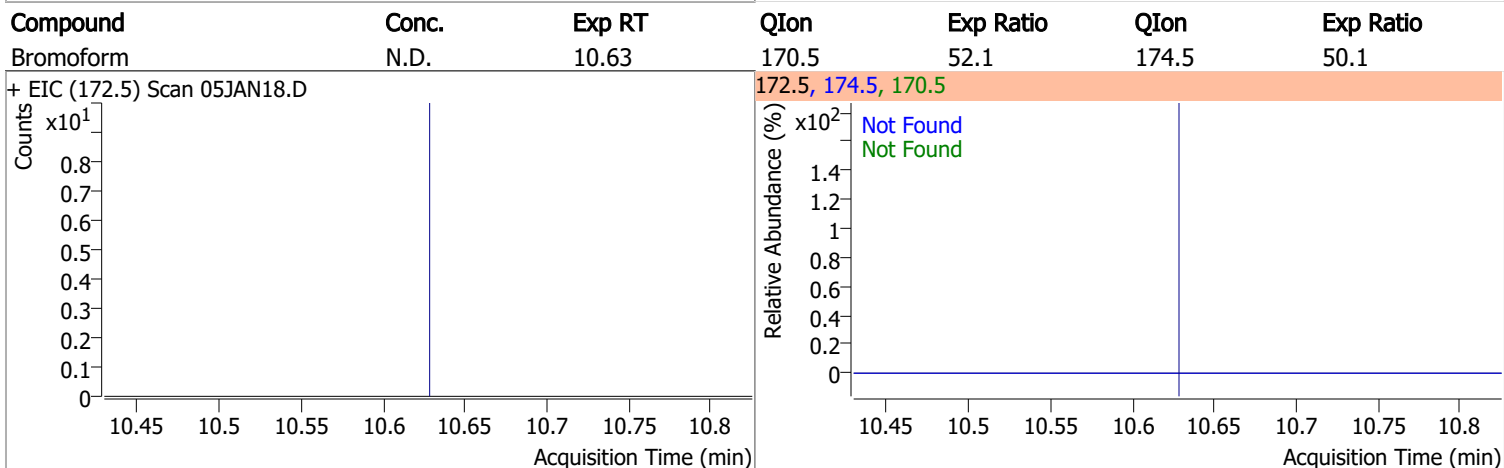 Compound Conc. Exp RT QIon Exp Ratio QIon Exp Ratio
Bromoform N.D. 10.63 170.5 52.1 174.5 50.1
+ EIC (172.5) Scan 05JAN18.D
Counts
x10¹
0.8
0.7
0.6
0.5
0.4
0.3
0.2
0.1
0
10.45 10.5 10.55 10.6 10.65 10.7 10.75 10.8
Acquisition Time (min)
172.5, 174.5, 170.5
Relative Abundance (%)
x10²
Not Found
Not Found
1.4
1.2
1
0.8
0.6
0.4
0.2
0
10.45 10.5 10.55 10.6 10.65 10.7 10.75 10.8
Acquisition Time (min)